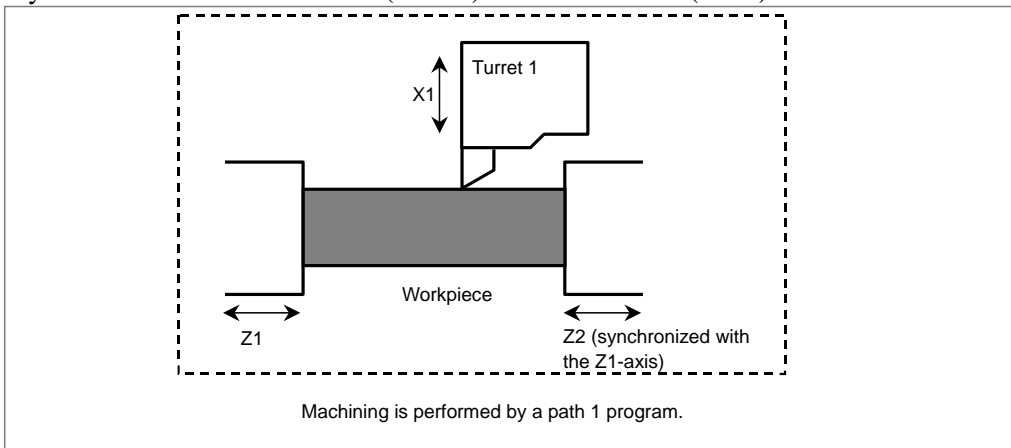 Turret 1
X1
Workpiece
Z1
Z2 (synchronized with
the Z1-axis)
Machining is performed by a path 1 program.